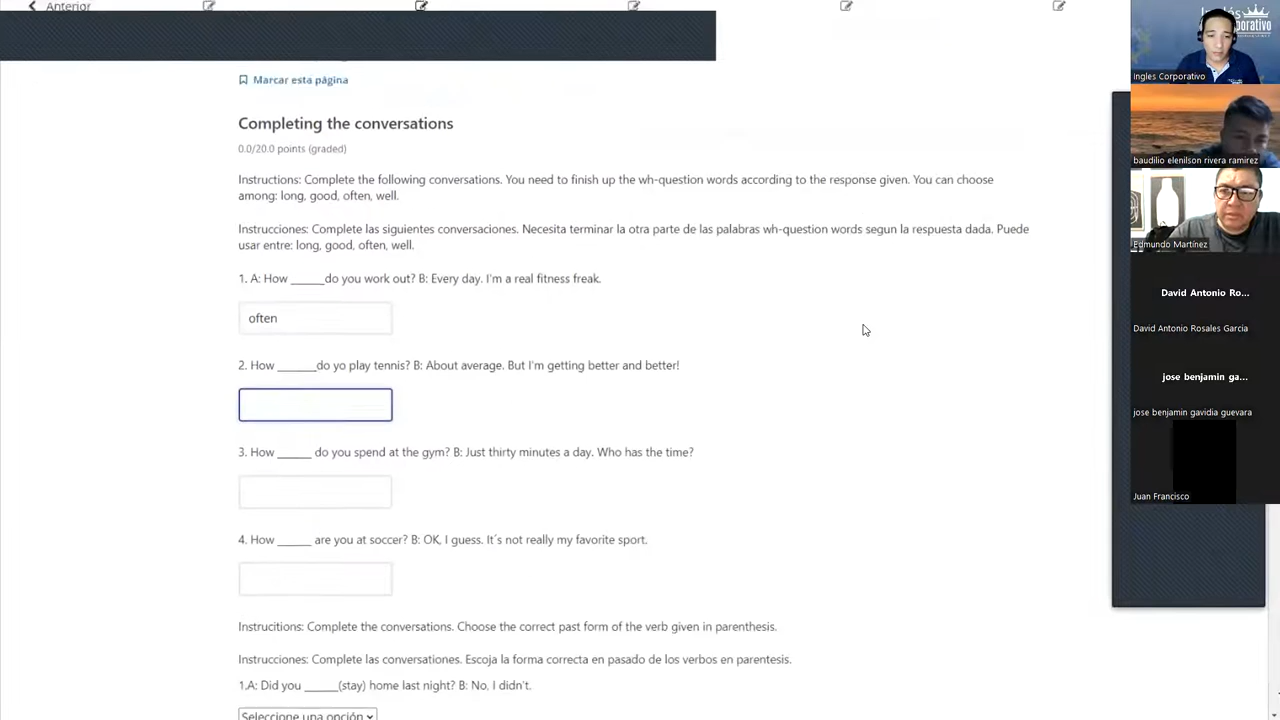 Anterior
Marcar esta página
Completing the conversations
0.0/20.0 points (graded)
Instructions: Complete the following conversations. You need to finish up the wh-question words according to the response given. You can choose
among: long, good, often, well.
Instrucciones: Complete las siguientes conversaciones. Necesita terminar la otra parte de las palabras wh-question words segun la respuesta dada. Puede
usar entre: long, good, often, well.
1. A: How ______do you work out? B: Every day. I'm a real fitness freak.
often
2. How _______do yo play tennis? B: About average. But I'm getting better and better!
3. How ______ do you spend at the gym? B: Just thirty minutes a day. Who has the time?
4. How ______ are you at soccer? B: OK, I guess. It´s not really my favorite sport.
Instrucitions: Complete the conversations. Choose the correct past form of the verb given in parenthesis.
Instrucciones: Complete las conversationes. Escoja la forma correcta en pasado de los verbos en parentesis.
1.A: Did you ______(stay) home last night? B: No, I didn't.
Seleccione una opción
Ingles Corporativo
baudilio elenilson rivera ramirez
Edmundo Martínez
David Antonio Ro...
David Antonio Rosales Garcia
jose benjamin ga...
jose benjamin gavidia guevara
Juan Francisco